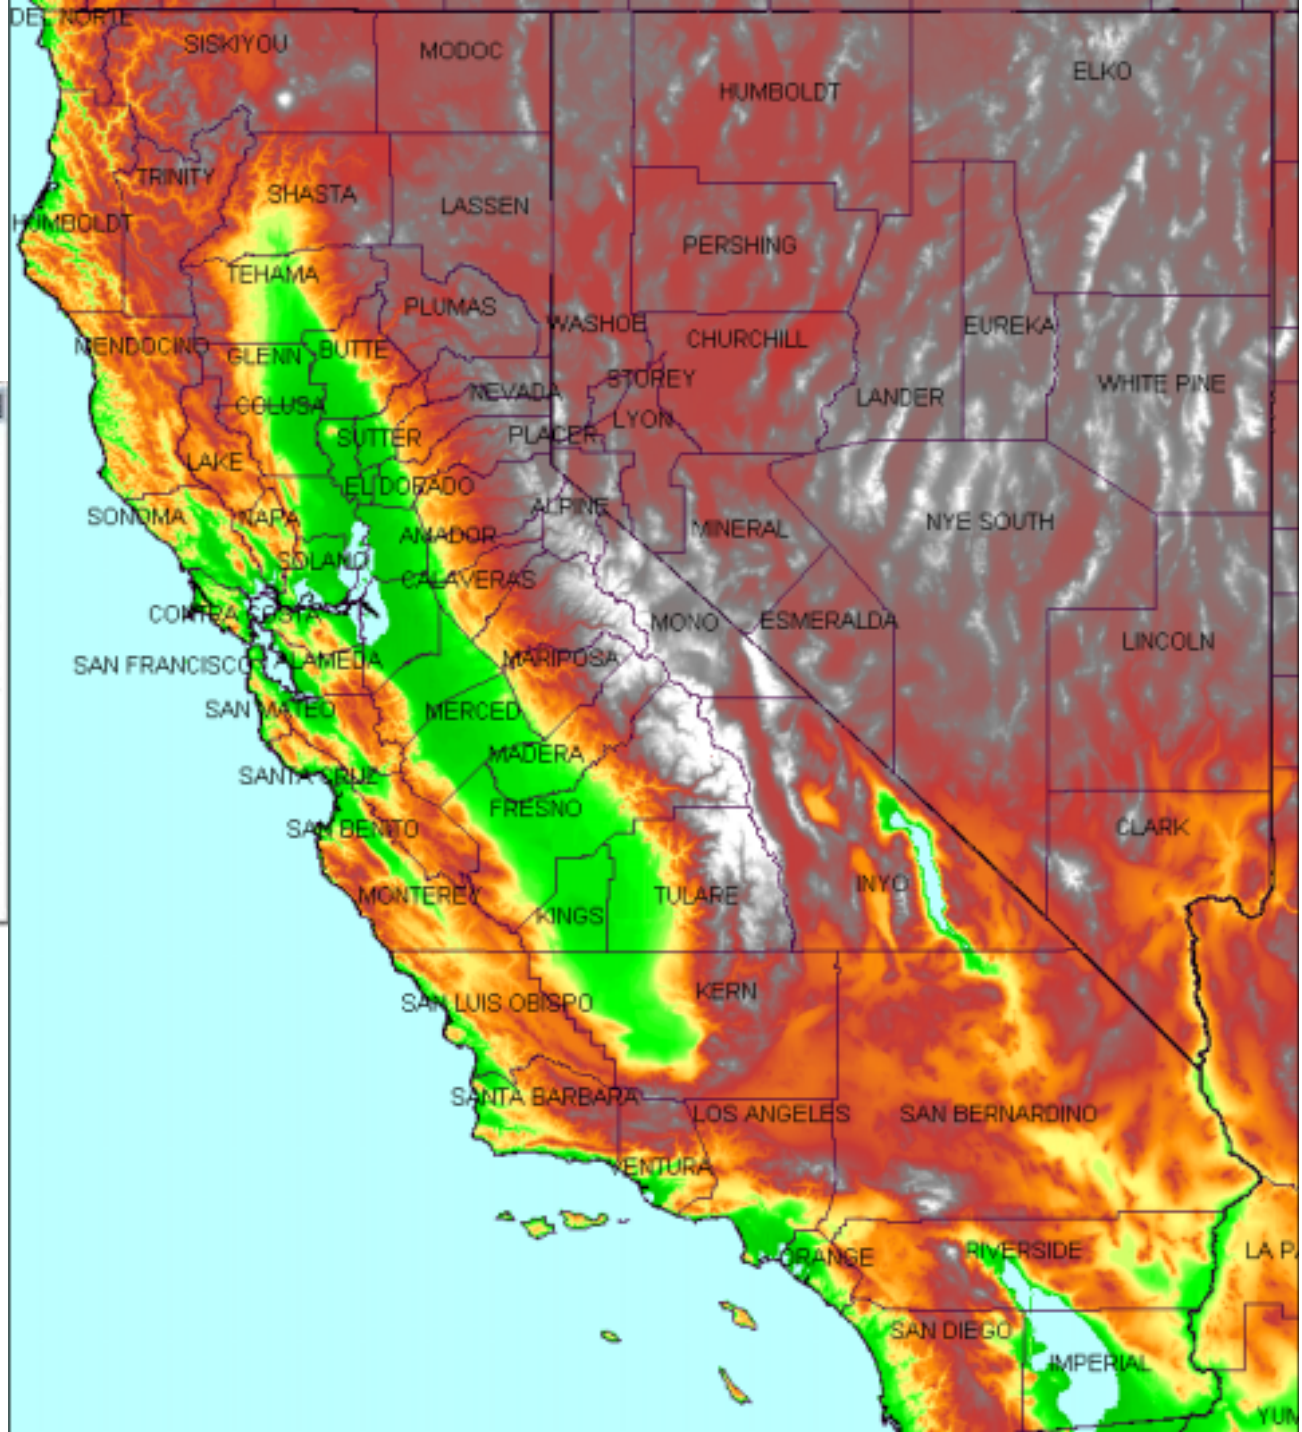 DEL NORTE
SISKIYOU
MODOC
HUMBOLDT
ELKO
TRINITY
SHASTA
LASSEN
HUMBOLDT
PERSHING
TEHAMA
PLUMAS
WASHOE
CHURCHILL
EUREKA
MENDOCINO
GLENN
BUTTE
STOREY
LANDER
WHITE PINE
NEVADA
COLUSA
LYON
SUTTER
PLACER
LAKE
EL DORADO
ALPINE
SONOMA
NAPA
AMADOR
MINERAL
NYE SOUTH
SOLANO
CALAVERAS
CONTRA COSTA
MONO
ESMERALDA
LINCOLN
SAN FRANCISCO
ALAMEDA
MARIPOSA
SAN MATEO
MERCED
MADERA
SANTA CRUZ
FRESNO
SAN BENITO
CLARK
MONTEREY
KINGS
TULARE
INYO
SAN LUIS OBISPO
KERN
SANTA BARBARA
LOS ANGELES
SAN BERNARDINO
VENTURA
ORANGE
RIVERSIDE
LA PA
SAN DIEGO
IMPERIAL
YUM